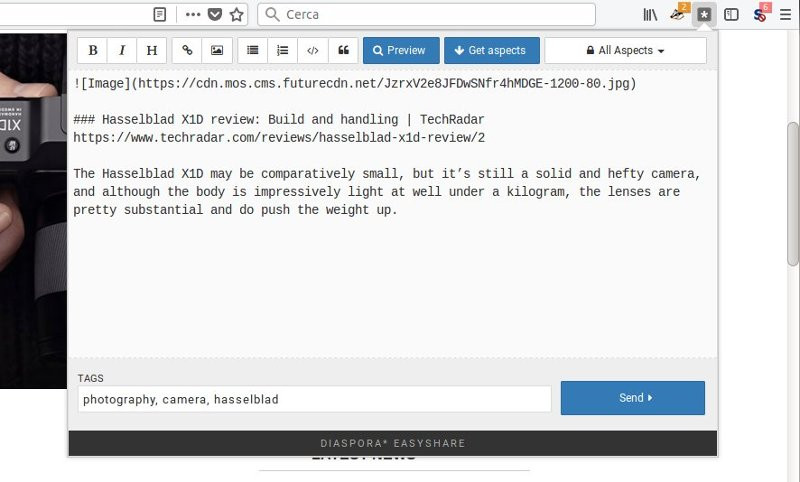 Cerca
2
6
B I H </> Preview Get aspects All Aspects
![Image](https://cdn.mos.cms.futurecdn.net/JzrxV2e8JFDwSNfr4hMDGE-1200-80.jpg)
### Hasselblad X1D review: Build and handling | TechRadar
https://www.techradar.com/reviews/hasselblad-x1d-review/2
The Hasselblad X1D may be comparatively small, but it’s still a solid and hefty camera,
and although the body is impressively light at well under a kilogram, the lenses are
pretty substantial and do push the weight up.
X1D
TAGS
photography, camera, hasselblad
Send
DIASPORA* EASYSHARE
LATEST NEWS